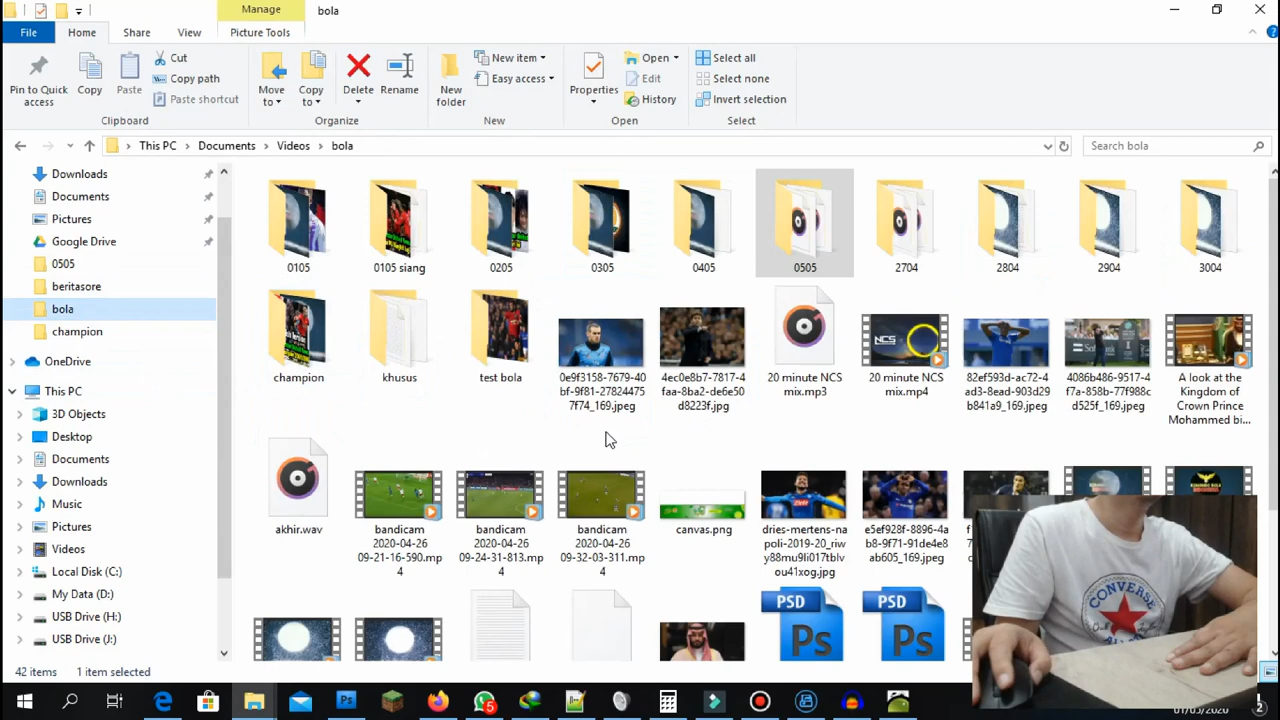 Manage
bola
File
Home
Share
View
Picture Tools
Pin to Quick
access
Copy
Paste
Cut
Copy path
Paste shortcut
Clipboard
Move
to
Copy
to
Delete
Rename
Organize
New
folder
New item
Easy access
New
Properties
Open
Edit
History
Open
Select all
Select none
Invert selection
Select
This PC
Documents
Videos
bola
Search bola
Downloads
Documents
Pictures
Google Drive
0505
beritasore
bola
champion
OneDrive
This PC
3D Objects
Desktop
Documents
Downloads
Music
Pictures
Videos
Local Disk (C:)
My Data (D:)
USB Drive (H:)
USB Drive (J:)
0105
0105 siang
0205
0305
0405
0505
2704
2804
2904
3004
champion
khusus
test bola
0e9f3158-7679-40
bf-9f81-27824475
7f74_169.jpeg
4ec0e8b7-7817-4
faa-8ba2-de6e50
d8223f.jpg
20 minute NCS
mix.mp3
NCS
20 minute NCS
mix.mp4
82ef593d-ac72-4
ad3-8ead-903d29
b841a9_169.jpeg
4086b486-9517-4
f7a-858b-77f988c
d525f_169.jpeg
A look at the
Kingdom of
Crown Prince
Mohammed bi...
akhir.wav
bandicam
2020-04-26
09-21-16-590.mp
4
bandicam
2020-04-26
09-24-31-813.mp
4
bandicam
2020-04-26
09-32-03-311.mp
4
canvas.png
dries-mertens-na
poli-2019-20_riw
y88mu9li017tblv
ou41xog.jpg
e5ef928f-8896-4a
b8-9f71-91de4e8
ab605_169.jpeg
PSD
Ps
PSD
Ps
CONVERSE
42 items
1 item selected
5
01/05/2020
2